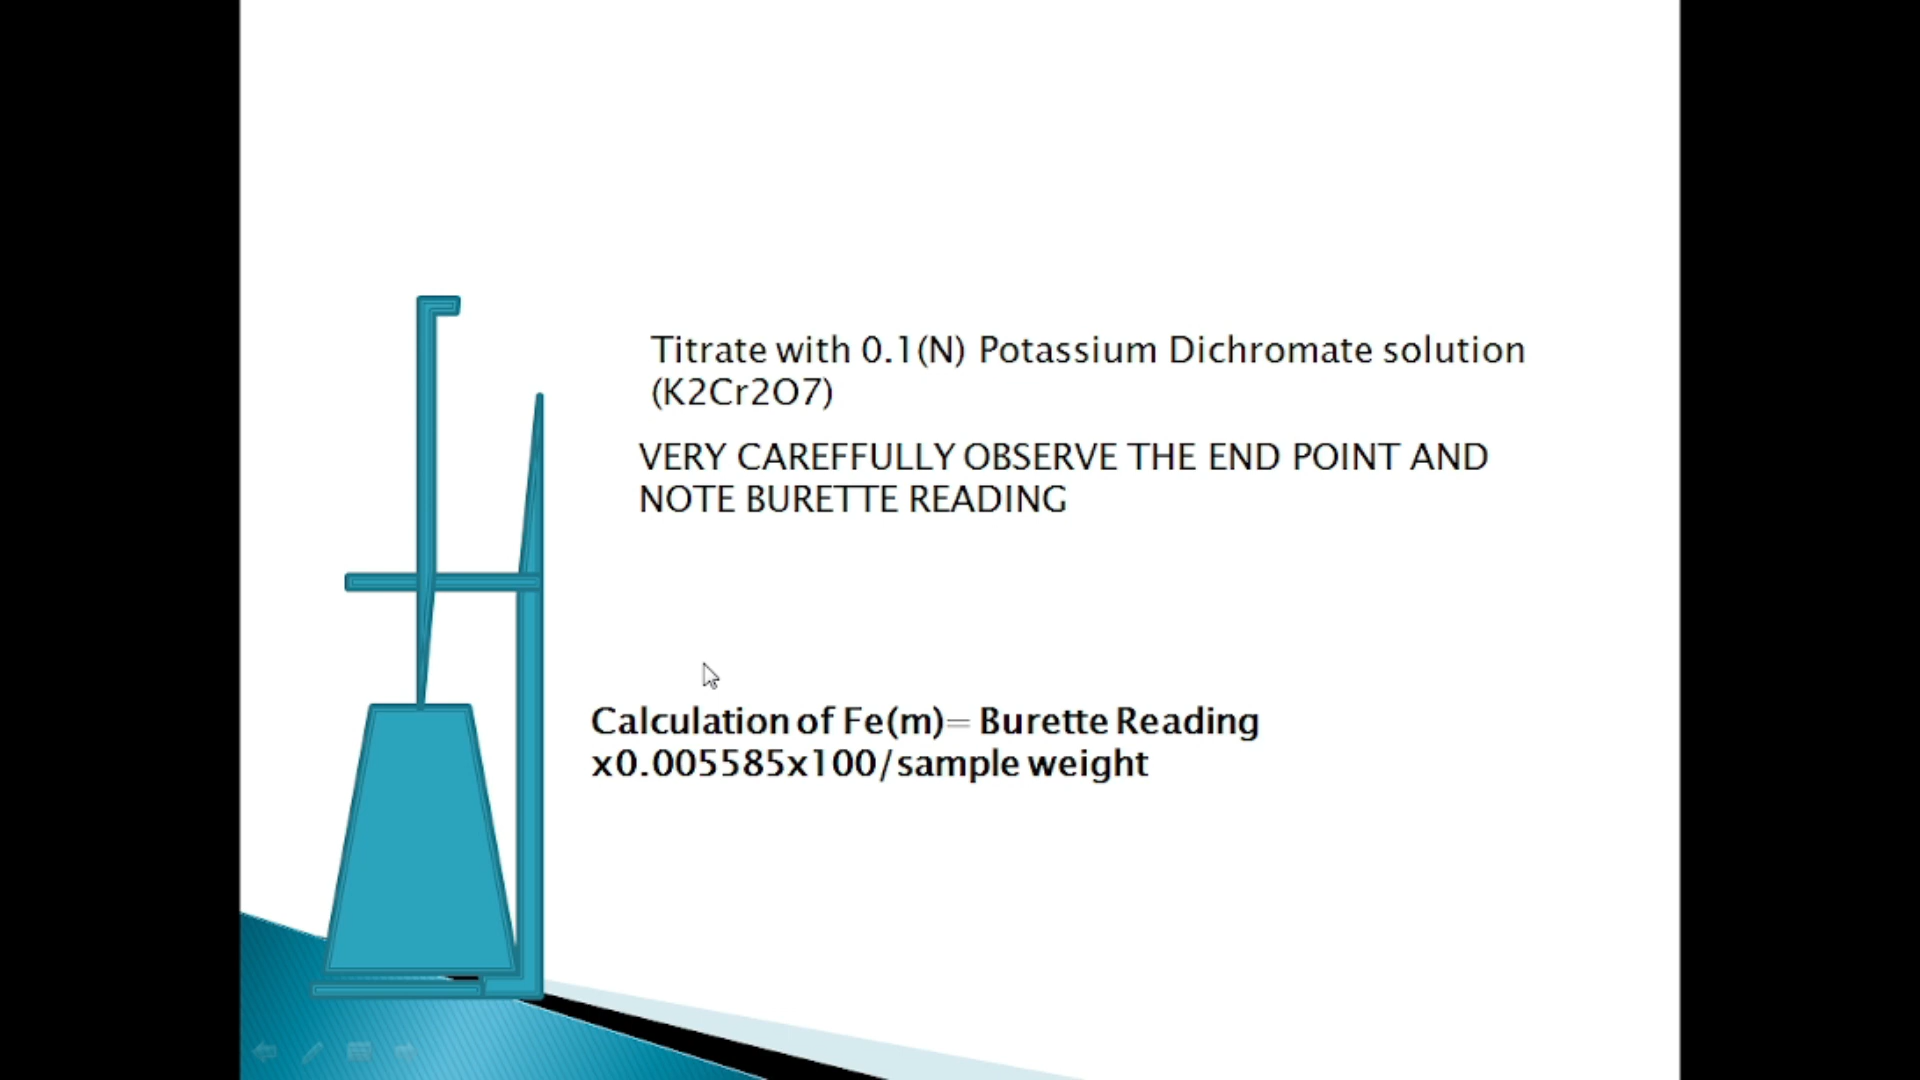 Titrate with 0.1(N) Potassium Dichromate solution
(K2Cr2O7)
VERY CAREFFULLY OBSERVE THE END POINT AND
NOTE BURETTE READING
Calculation of Fe(m)= Burette Reading
x0.005585x100/sample weight